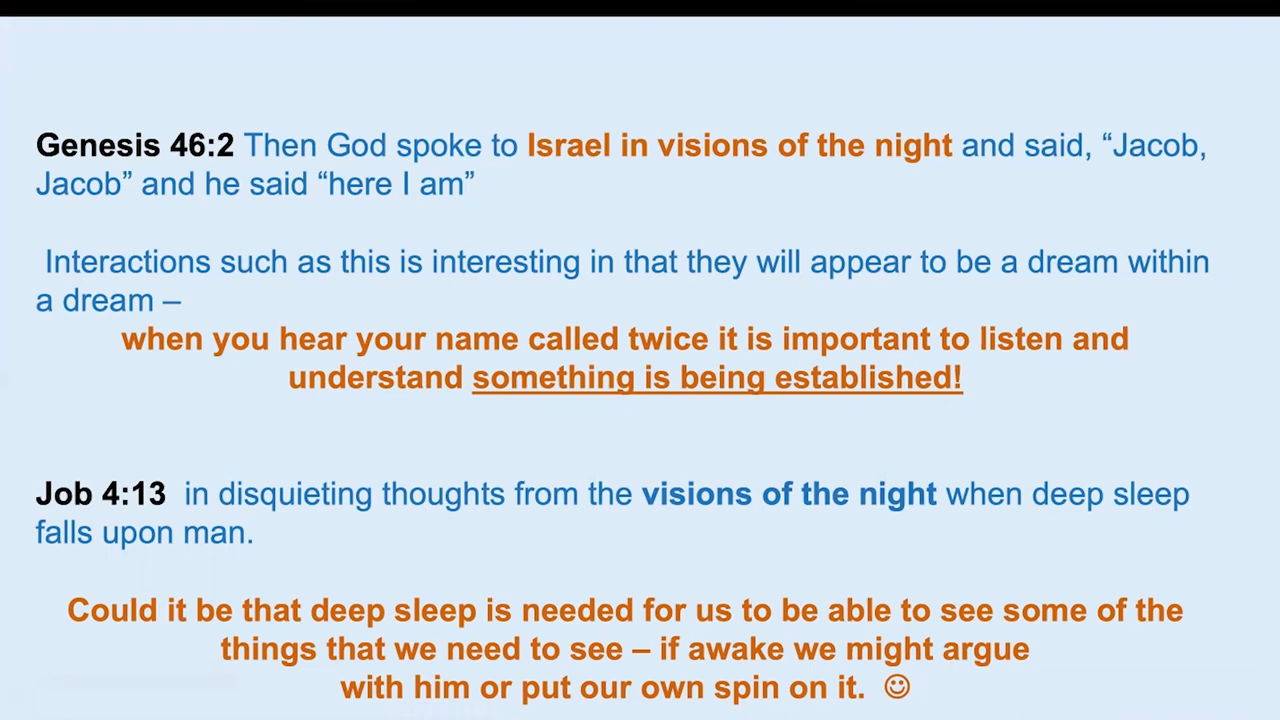 Genesis 46:2 Then God spoke to Israel in visions of the night and said, “Jacob,
Jacob” and he said “here I am”
Interactions such as this is interesting in that they will appear to be a dream within
a dream –
when you hear your name called twice it is important to listen and
understand something is being established!
Job 4:13 in disquieting thoughts from the visions of the night when deep sleep
falls upon man.
Could it be that deep sleep is needed for us to be able to see some of the
things that we need to see – if awake we might argue
with him or put our own spin on it. ☺